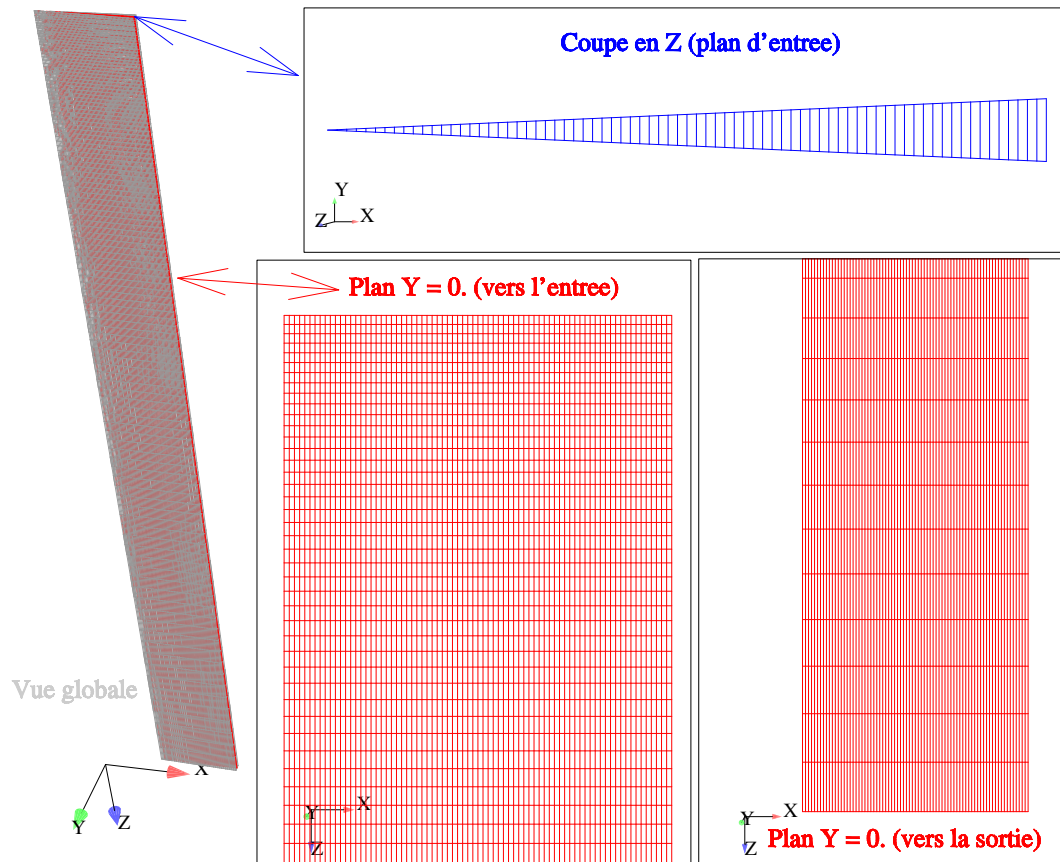 Coupe en Z (plan d'entree)
Y
Z X
Plan Y = 0. (vers l'entree)
Vue globale
X
Y Z
Y X
Z
X
Y
Z
Plan Y = 0. (vers la sortie)